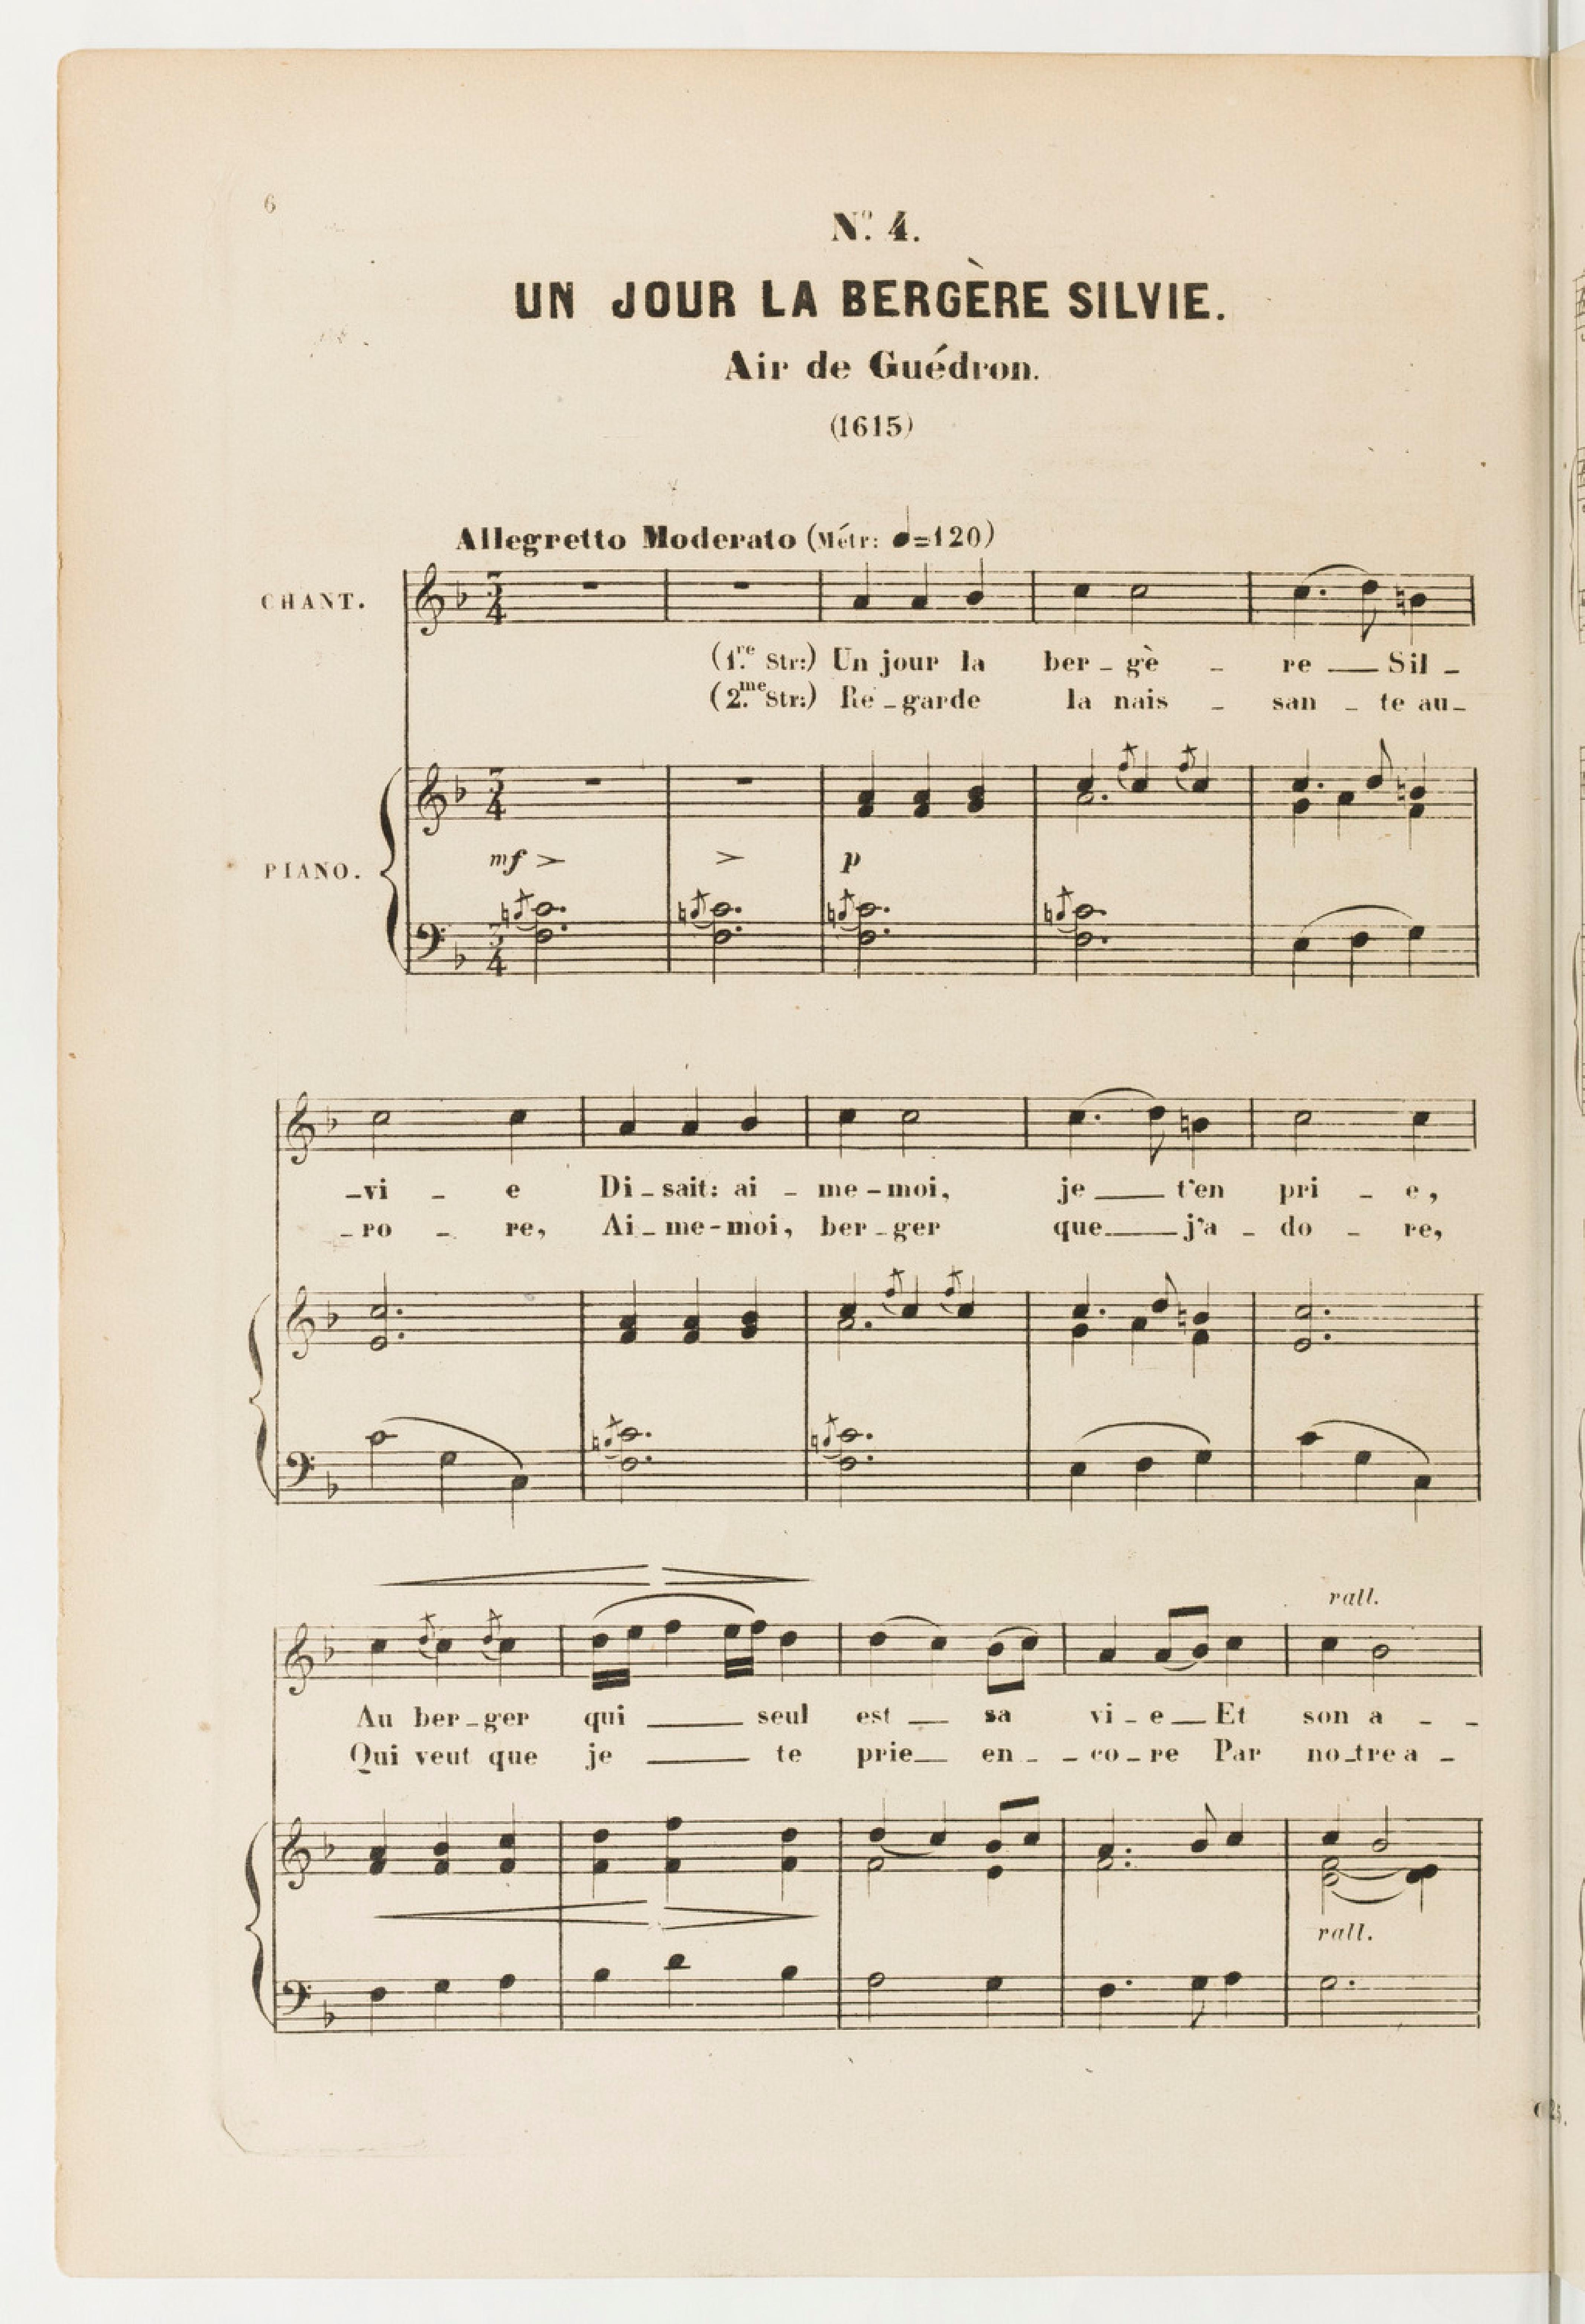 6
Nº. 4.
UN JOUR LA BERGÈRE SILVIE.
Air de Guédron.
(1615)
Allegretto Moderato (Métr: ♩=120)
CHANT.
(1.re Str:) Un jour la ber - gè - re — Sil -
(2.me Str:) Re - garde la nais - san - te au -
PIANO.
mf > > p
- vi - e Di - sait: ai - me - moi, je — t'en pri - e,
- ro - re, Ai - me - moi, ber - ger que — j'a - do - re,
rall.
Au ber - ger qui — seul est — sa vi - e — Et son a - -
Qui veut que je — te prie — en - - co - re Par no - tre a -
rall.